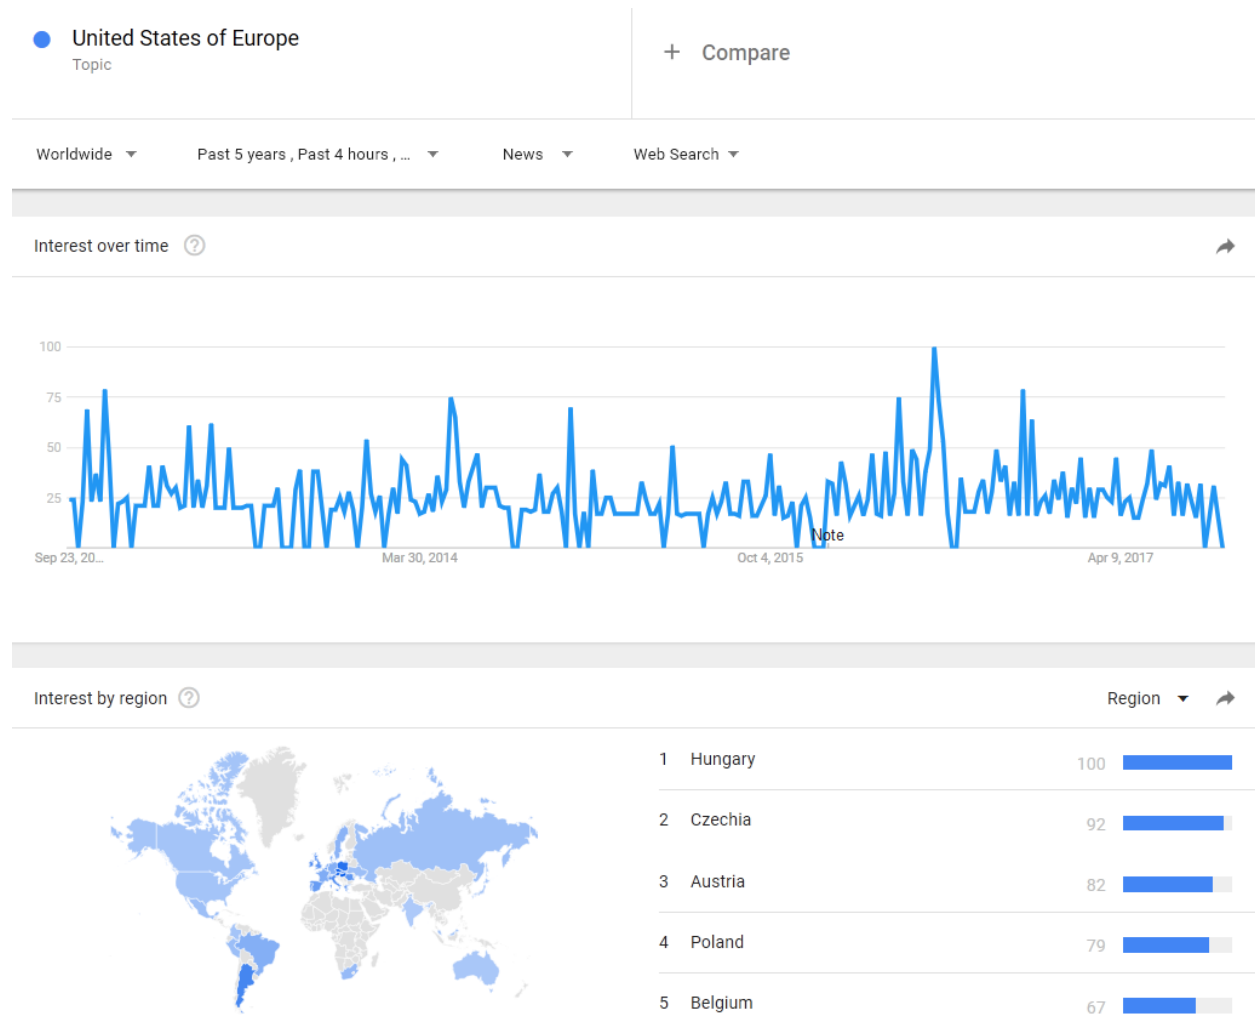 United States of Europe
Topic
+ Compare
Worldwide
Past 5 years , Past 4 hours , ...
News
Web Search
Interest over time ?
100
75
50
25
Note
Sep 23, 20...
Mar 30, 2014
Oct 4, 2015
Apr 9, 2017
Interest by region ?
Region
1 Hungary 100
2 Czechia 92
3 Austria 82
4 Poland 79
5 Belgium 67